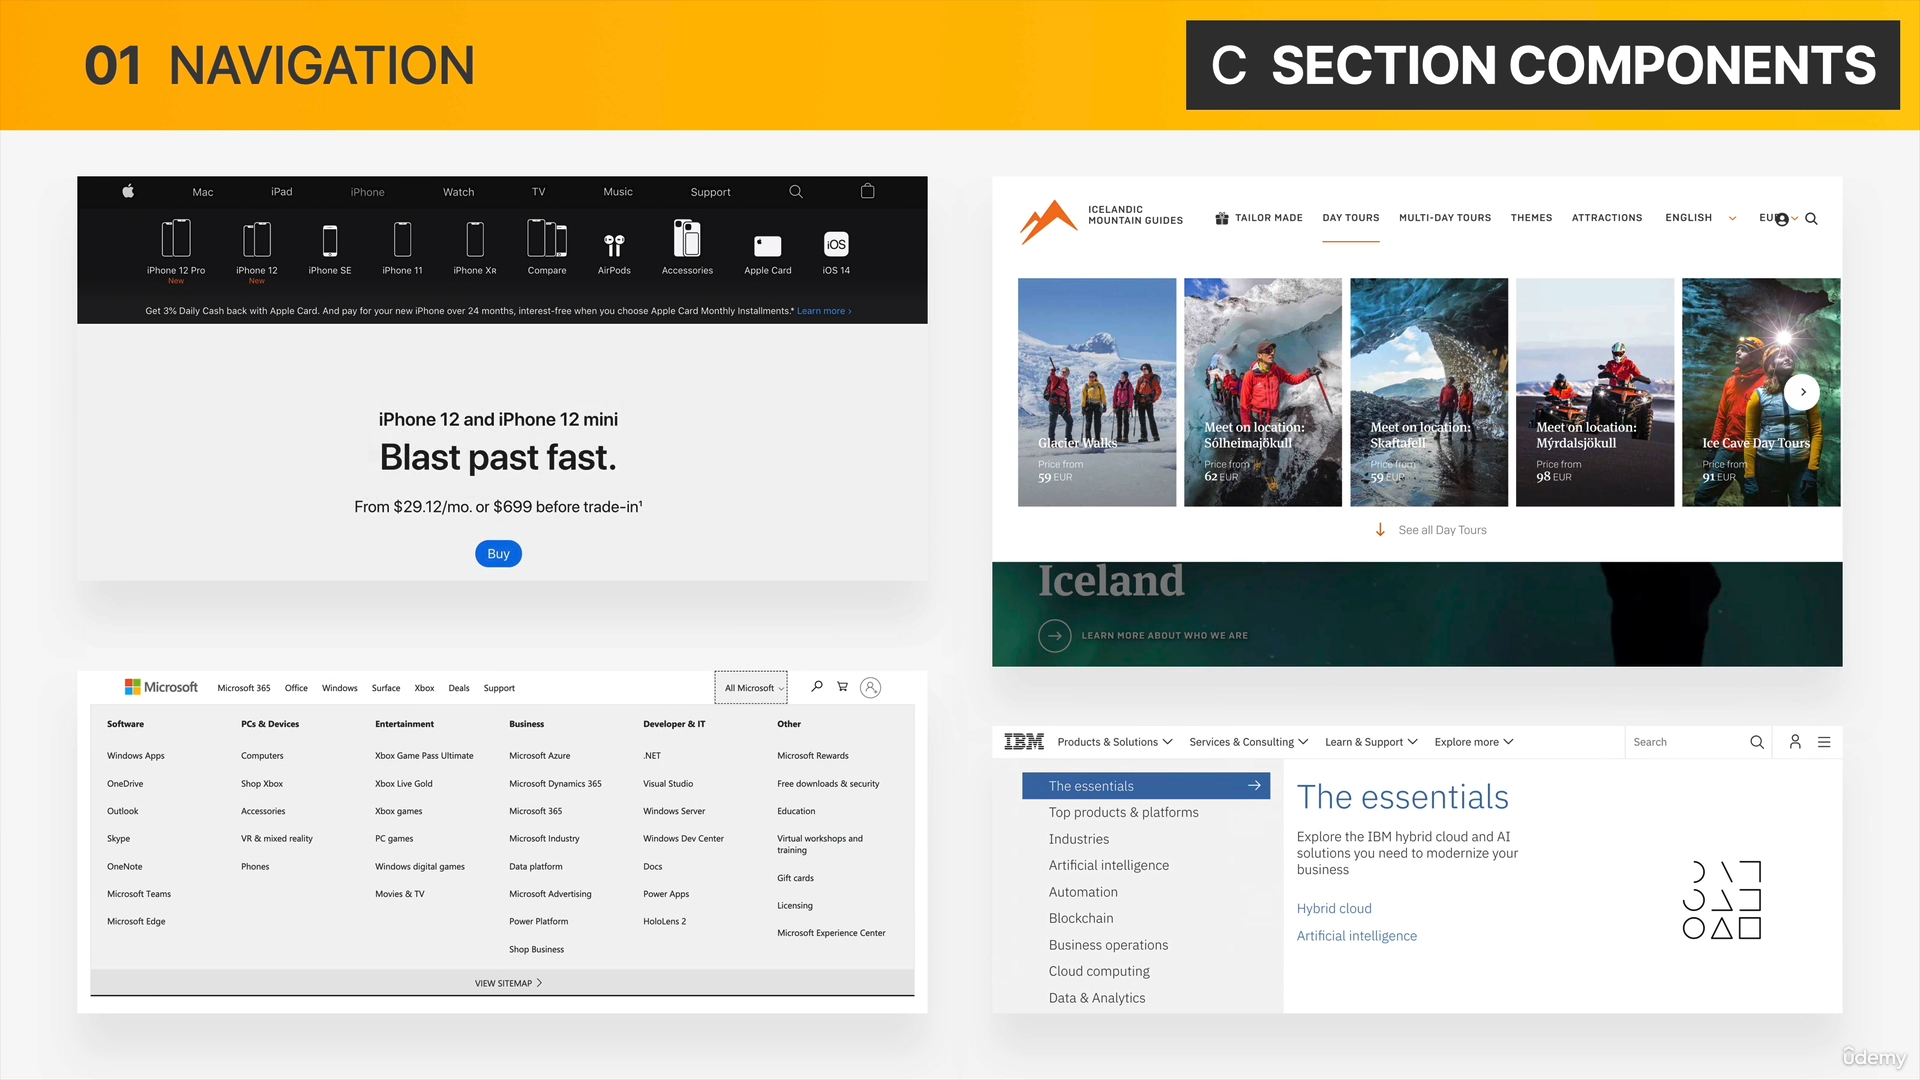 01 NAVIGATION
C SECTION COMPONENTS
Mac iPad iPhone Watch TV Music Support
iPhone 12 Pro iPhone 12 iPhone SE iPhone 11 iPhone XR Compare AirPods Accessories Apple Card iOS iOS 14
New New
Get 3% Daily Cash back with Apple Card. And pay for your new iPhone over 24 months, interest-free when you choose Apple Card Monthly Installments.* Learn more >
iPhone 12 and iPhone 12 mini
Blast past fast.
From $29.12/mo. or $699 before trade-in¹
Buy
ICELANDIC
MOUNTAIN GUIDES
TAILOR MADE DAY TOURS MULTI-DAY TOURS THEMES ATTRACTIONS ENGLISH
Glacier Walks
Price from
59 EUR
Meet on location:
Sólheimajökull
Price from
62 EUR
Meet on location:
Skaftafell
Price from
59 EUR
Meet on location:
Mýrdalsjökull
Price from
98 EUR
Ice Cave Day Tours
Price from
91 EUR
See all Day Tours
Iceland
LEARN MORE ABOUT WHO WE ARE
Microsoft Microsoft 365 Office Windows Surface Xbox Deals Support All Microsoft
Software
Windows Apps
OneDrive
Outlook
Skype
OneNote
Microsoft Teams
Microsoft Edge
PCs & Devices
Computers
Shop Xbox
Accessories
VR & mixed reality
Phones
Entertainment
Xbox Game Pass Ultimate
Xbox Live Gold
Xbox games
PC games
Windows digital games
Movies & TV
Business
Microsoft Azure
Microsoft Dynamics 365
Microsoft 365
Microsoft Industry
Data platform
Microsoft Advertising
Power Platform
Shop Business
Developer & IT
.NET
Visual Studio
Windows Server
Windows Dev Center
Docs
Power Apps
HoloLens 2
Other
Microsoft Rewards
Free downloads & security
Education
Virtual workshops and
training
Gift cards
Licensing
Microsoft Experience Center
VIEW SITEMAP >
IBM Products & Solutions Services & Consulting Learn & Support Explore more Search
The essentials
Top products & platforms
Industries
Artificial intelligence
Automation
Blockchain
Business operations
Cloud computing
Data & Analytics
The essentials
Explore the IBM hybrid cloud and AI
solutions you need to modernize your
business
Hybrid cloud
Artificial intelligence
udemy